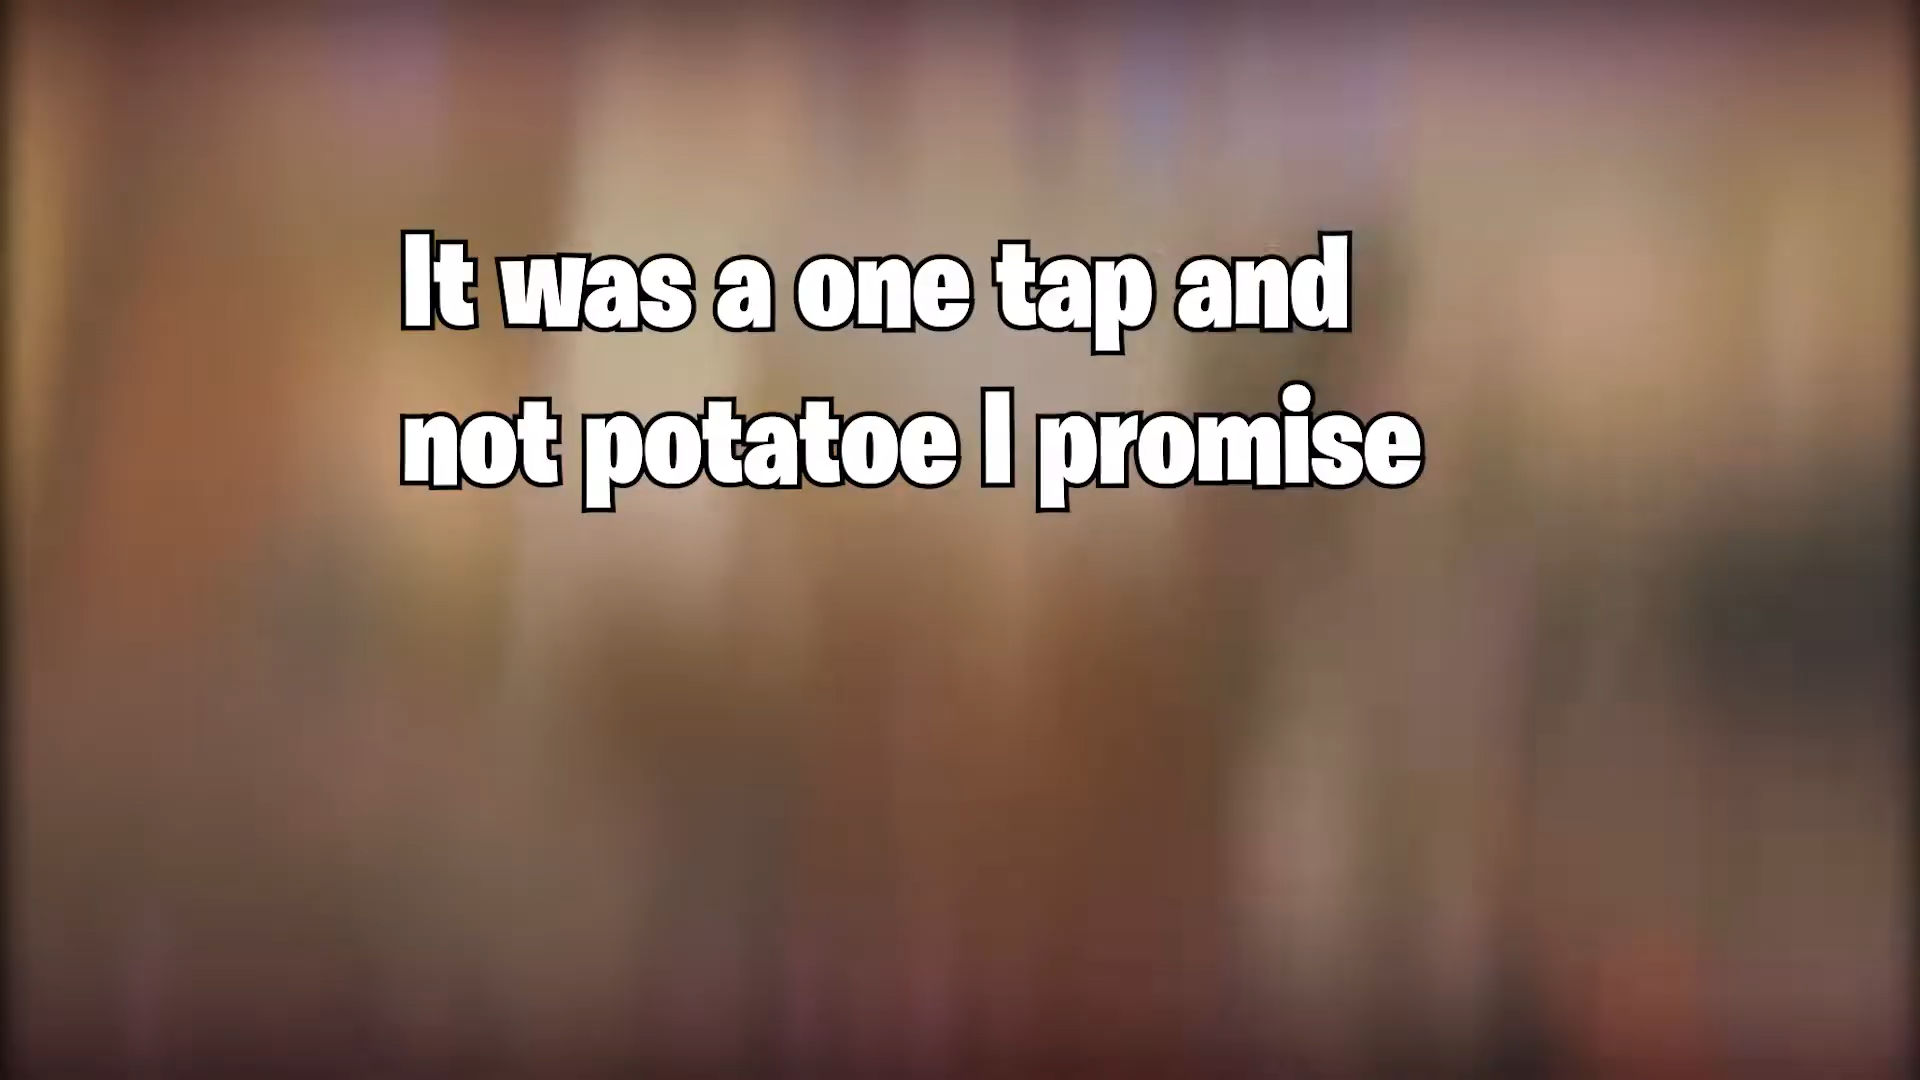 It was a one tap and
not potatoe I promise